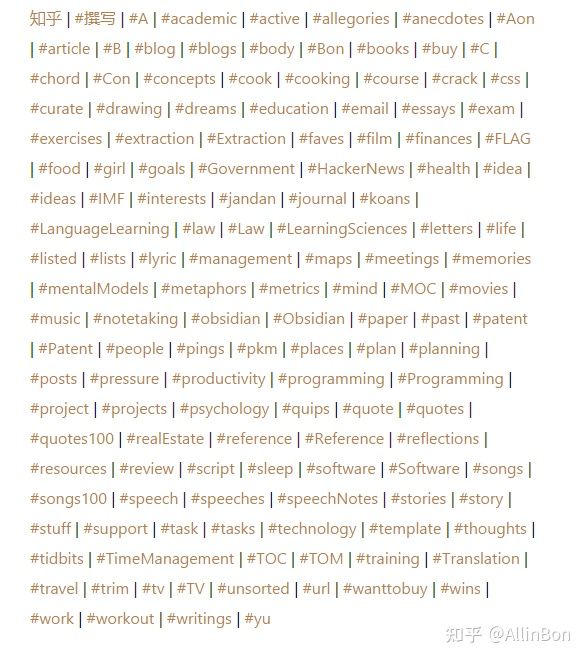 知乎 | #撰写 | #A | #academic | #active | #allegories | #anecdotes | #Aon
| #article | #B | #blog | #blogs | #body | #Bon | #books | #buy | #C |
#chord | #Con | #concepts | #cook | #cooking | #course | #crack | #css |
#curate | #drawing | #dreams | #education | #email | #essays | #exam |
#exercises | #extraction | #Extraction | #faves | #film | #finances | #FLAG
| #food | #girl | #goals | #Government | #HackerNews | #health | #idea |
#ideas | #IMF | #interests | #jandan | #journal | #koans |
#LanguageLearning | #law | #Law | #LearningSciences | #letters | #life |
#listed | #lists | #lyric | #management | #maps | #meetings | #memories
| #mentalModels | #metaphors | #metrics | #mind | #MOC | #movies |
#music | #notetaking | #obsidian | #Obsidian | #paper | #past | #patent
| #Patent | #people | #pings | #pkm | #places | #plan | #planning |
#posts | #pressure | #productivity | #programming | #Programming |
#project | #projects | #psychology | #quips | #quote | #quotes |
#quotes100 | #realEstate | #reference | #Reference | #reflections |
#resources | #review | #script | #sleep | #software | #Software | #songs |
#songs100 | #speech | #speeches | #speechNotes | #stories | #story |
#stuff | #support | #task | #tasks | #technology | #template | #thoughts |
#tidbits | #TimeManagement | #TOC | #TOM | #training | #Translation |
#travel | #trim | #tv | #TV | #unsorted | #url | #wanttobuy | #wins |
#work | #workout | #writings | #yu
知乎 @AllinBon